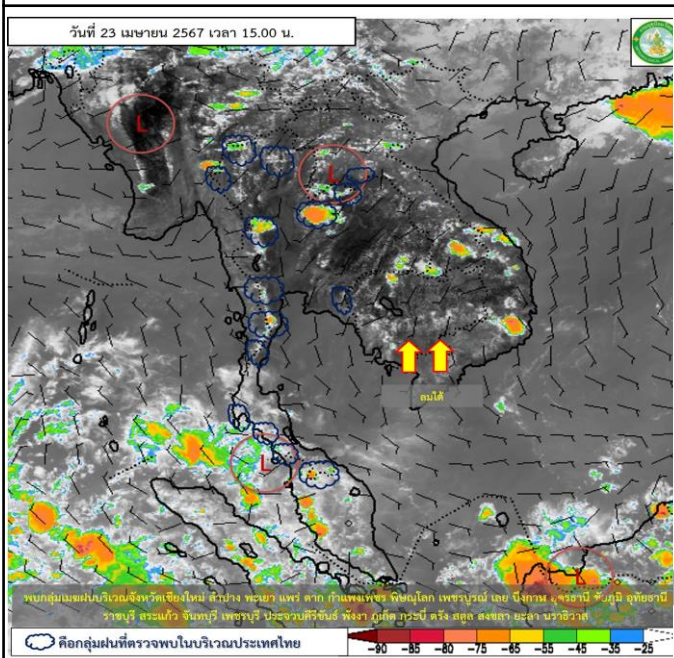 วันที่ 23 เมษายน 2567 เวลา 15.00 น.
L
L
ลมใต้
L
L
พบกลุ่มเมฆฝนบริเวณจังหวัดเชียงใหม่ ลำปาง พะเยา แพร่ ตาก กำแพงเพชร พิษณุโลก เพชรบูรณ์ เลย บึงกาฬ อุดรธานี ชัยภูมิ อุทัยธานี
ราชบุรี สระแก้ว จันทบุรี เพชรบุรี ประจวบคีรีขันธ์ พังงา ภูเก็ต กระบี่ ตรัง สตูล สงขลา ยะลา นราธิวาส
คือกลุ่มฝนที่ตรวจพบในบริเวณประเทศไทย
-90 -85 -80 -75 -65 -55 -45 -35 -25